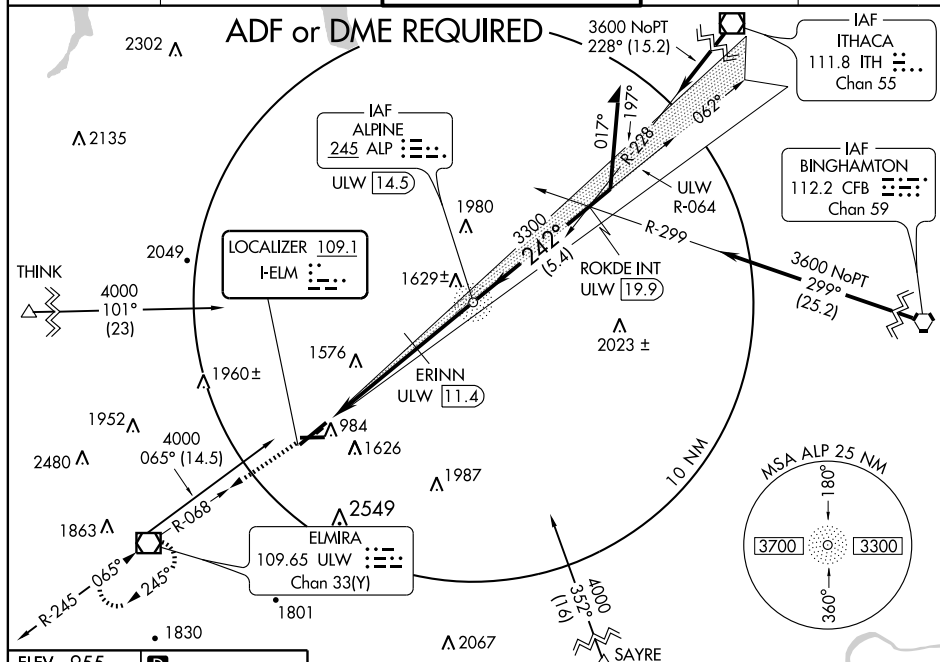 ADF or DME REQUIRED
2302
3600 NoPT
228° (15.2)
IAF
ITHACA
111.8 ITH
Chan 55
2135
IAF
ALPINE
245 ALP
ULW 14.5
017°
197°
R-228
062°
IAF
BINGHAMTON
112.2 CFB
Chan 59
ULW
R-064
1980
3300
242°
(5.4)
R-299
2049
LOCALIZER 109.1
I-ELM
1629±
ROKDE INT
ULW 19.9
3600 NoPT
299°
(25.2)
THINK
4000
101°
(23)
2023 ±
1576
ERINN
ULW 11.4
1960±
1952
984
4000
065° (14.5)
1626
2480
1987
10 NM
MSA ALP 25 NM
180°
3700
3300
360°
R-068
2549
1863
ELMIRA
109.65 ULW
Chan 33(Y)
R-245
065°
245°
4000
352°
(16)
1801
1830
2067
SAYRE
ELEV 955
D